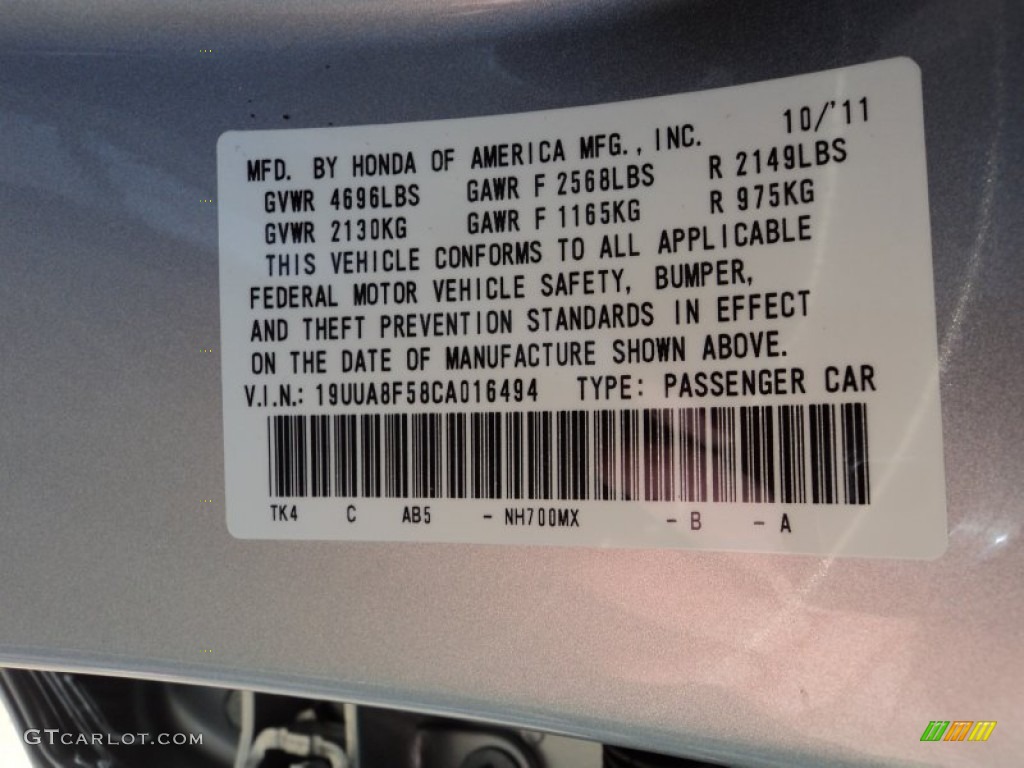 10/'11
MFD. BY HONDA OF AMERICA MFG., INC.
GVWR 4696LBS GAWR F 2568LBS R 2149LBS
GVWR 2130KG GAWR F 1165KG R 975KG
THIS VEHICLE CONFORMS TO ALL APPLICABLE
FEDERAL MOTOR VEHICLE SAFETY, BUMPER,
AND THEFT PREVENTION STANDARDS IN EFFECT
ON THE DATE OF MANUFACTURE SHOWN ABOVE.
V.I.N.: 19UUA8F58CA016494 TYPE: PASSENGER CAR
TK4 C AB5 - NH700MX - B - A
GTCARLOT.COM